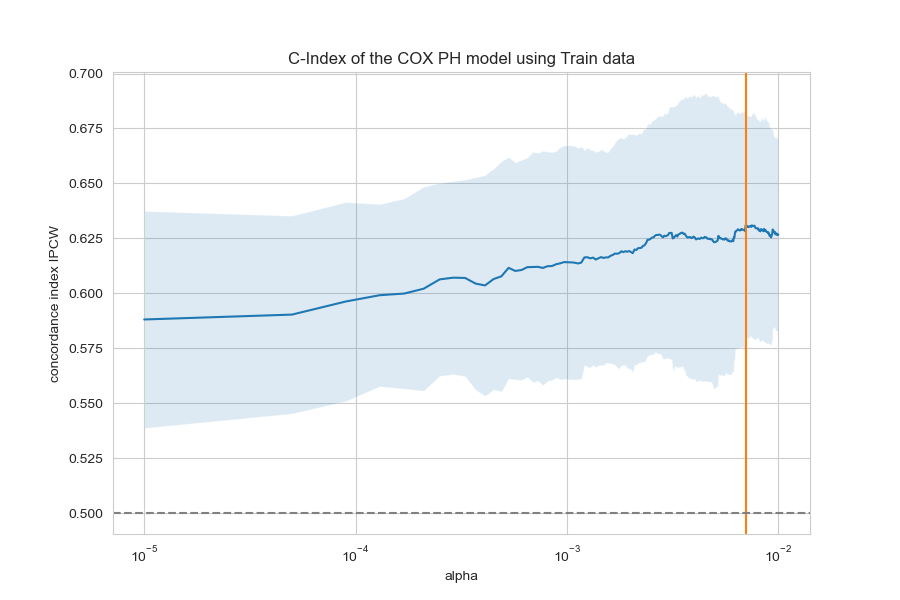 C-Index of the COX PH model using Train data
0.700
0.675
0.650
0.625
0.600
0.575
0.550
0.525
0.500
concordance index IPCW
10⁻⁵ 10⁻⁴ 10⁻³ 10⁻²
alpha